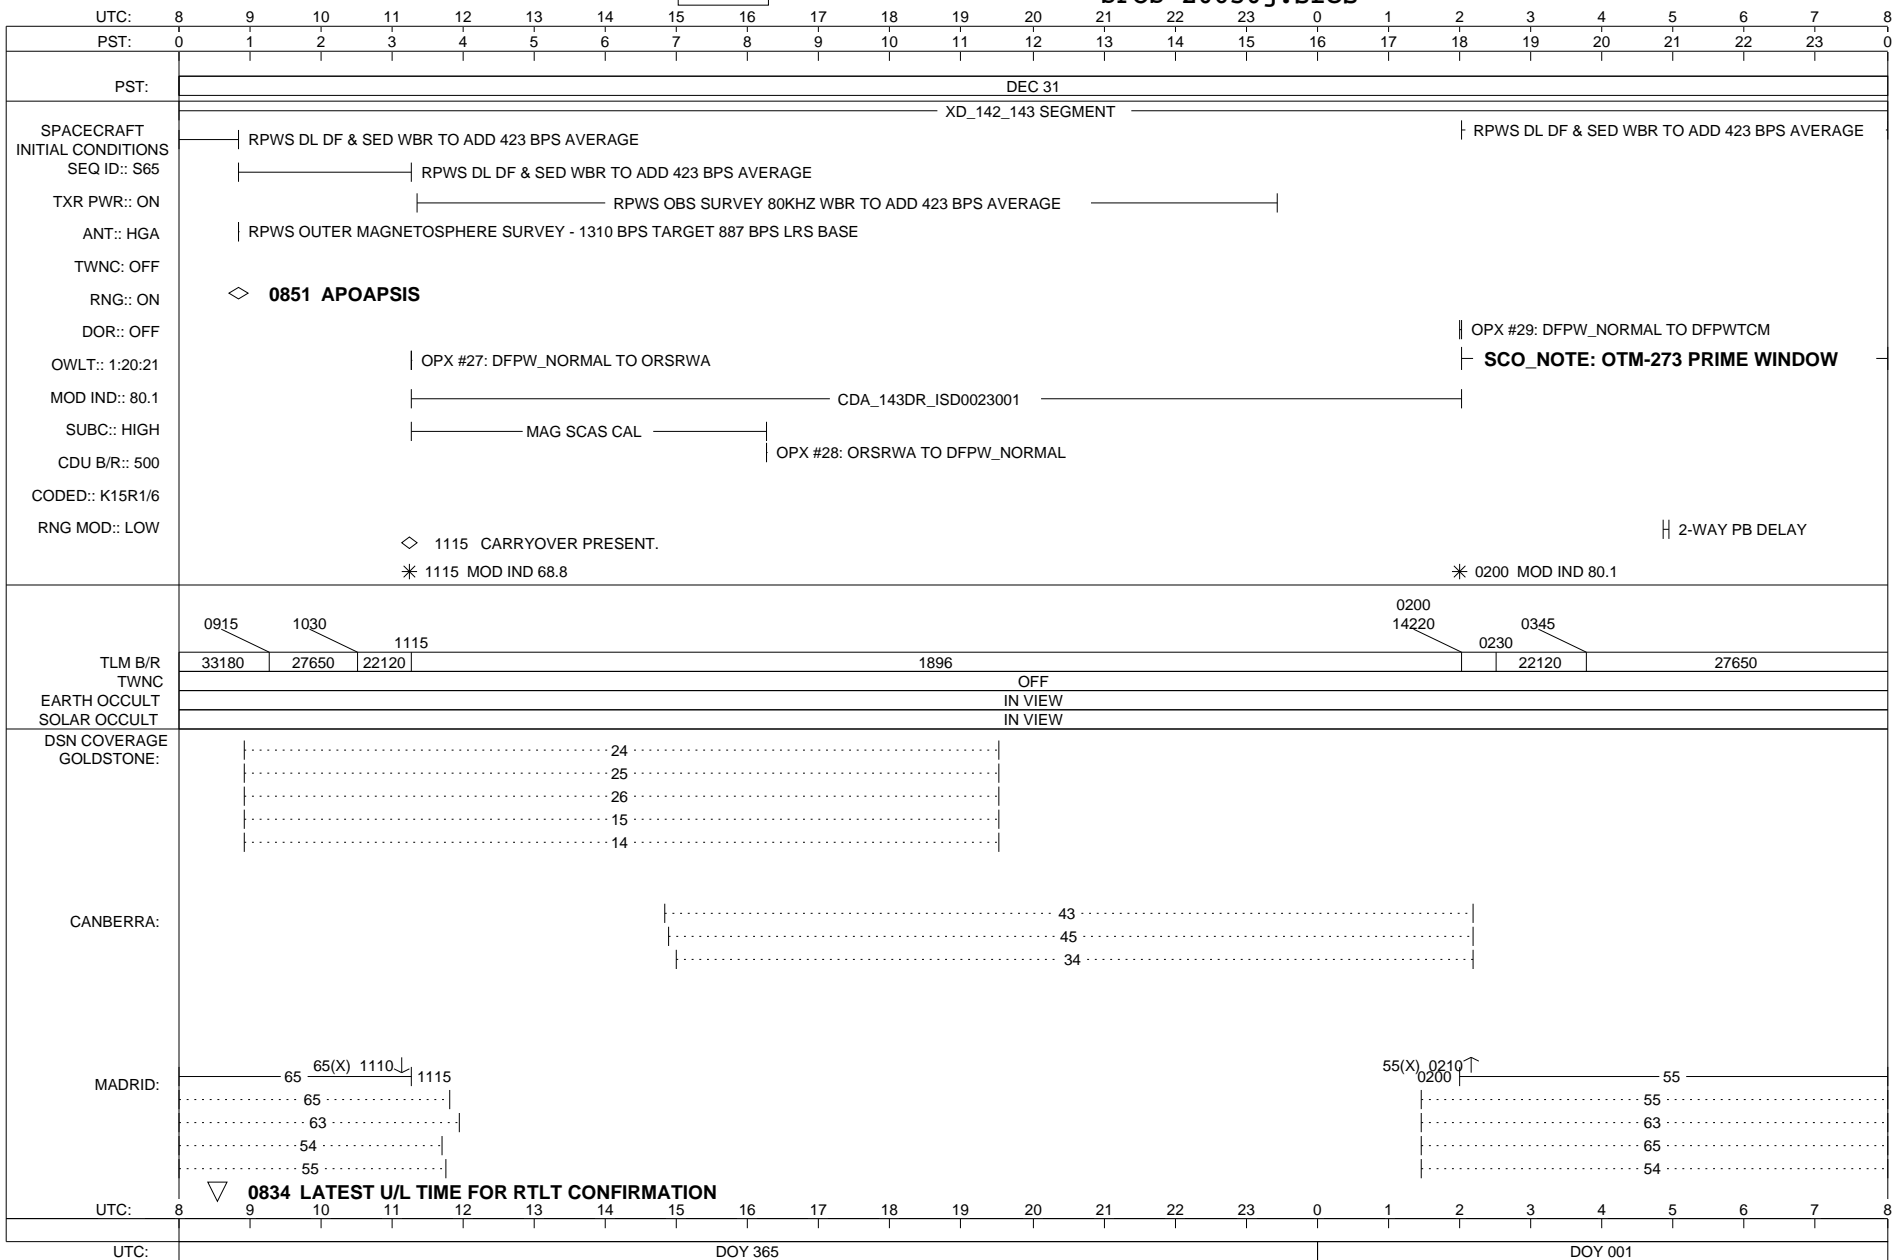 UTC: 8 9 10 11 12 13 14 15 16 17 18 19 20 21 22 23 0 1 2 3 4 5 6 7 8
PST: 0 1 2 3 4 5 6 7 8 9 10 11 12 13 14 15 16 17 18 19 20 21 22 23 0
PST: DEC 31
XD_142_143 SEGMENT
SPACECRAFT
INITIAL CONDITIONS
RPWS DL DF & SED WBR TO ADD 423 BPS AVERAGE
RPWS DL DF & SED WBR TO ADD 423 BPS AVERAGE
SEQ ID:: S65
RPWS DL DF & SED WBR TO ADD 423 BPS AVERAGE
TXR PWR:: ON
RPWS OBS SURVEY 80KHZ WBR TO ADD 423 BPS AVERAGE
ANT:: HGA
RPWS OUTER MAGNETOSPHERE SURVEY - 1310 BPS TARGET 887 BPS LRS BASE
TWNC: OFF
RNG:: ON
0851 APOAPSIS
DOR:: OFF
OPX #29: DFPW_NORMAL TO DFPWTCM
OWLT:: 1:20:21
OPX #27: DFPW_NORMAL TO ORSRWA
SCO_NOTE: OTM-273 PRIME WINDOW
MOD IND:: 80.1
CDA_143DR_ISD0023001
SUBC:: HIGH
MAG SCAS CAL
CDU B/R:: 500
OPX #28: ORSRWA TO DFPW_NORMAL
CODED:: K15R1/6
RNG MOD:: LOW
2-WAY PB DELAY
1115 CARRYOVER PRESENT.
1115 MOD IND 68.8
0200 MOD IND 80.1
0200
0915 1030 14220 0345
1115 0230
TLM B/R 33180 27650 22120 1896 22120 27650
TWNC OFF
EARTH OCCULT IN VIEW
SOLAR OCCULT IN VIEW
DSN COVERAGE
GOLDSTONE:
24
25
26
15
14
CANBERRA:
43
45
34
MADRID:
65(X) 1110 55(X) 0210
65 1115 0200 55
65 55
63 63
54 65
55 54
0834 LATEST U/L TIME FOR RTLT CONFIRMATION
UTC: 8 9 10 11 12 13 14 15 16 17 18 19 20 21 22 23 0 1 2 3 4 5 6 7 8
UTC: DOY 365 DOY 001